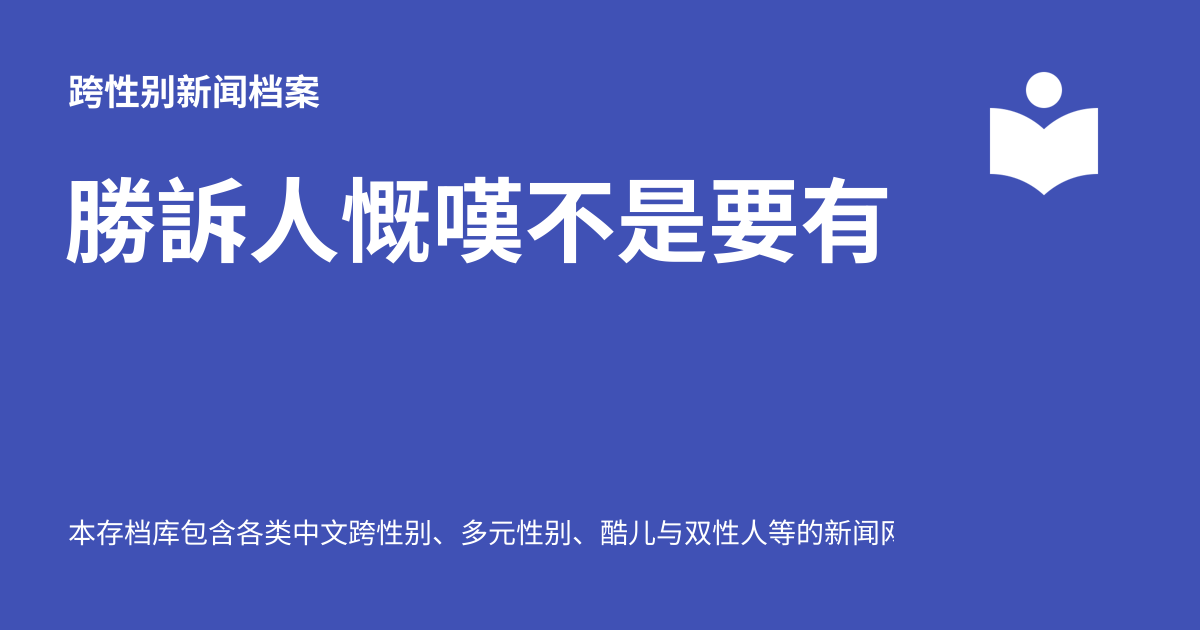 跨性别新闻档案
勝訴人慨嘆不是要有
本存档库包含各类中文跨性别、多元性别、酷儿与双性人等的新闻